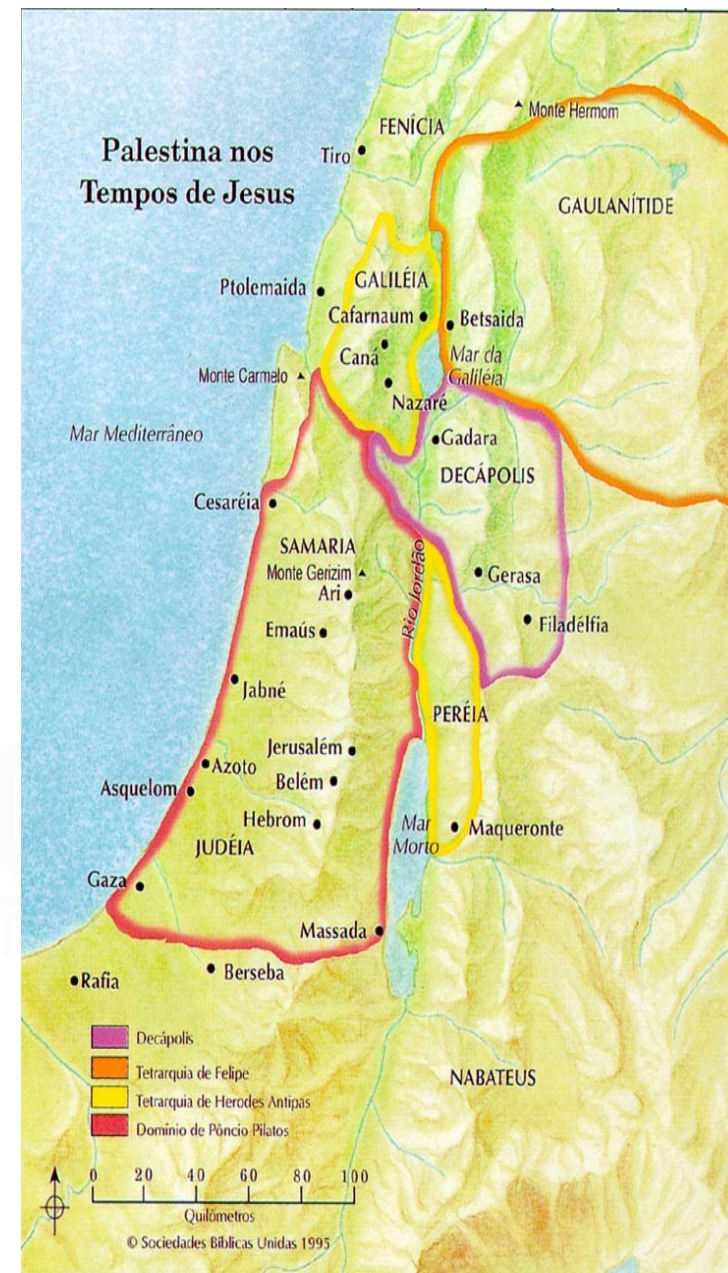 Palestina nos
Tempos de Jesus
FENÍCIA
Monte Hermom
Tiro
GAULANÍTIDE
Ptolemaida
GALILÉIA
Cafarnaum
Betsaida
Caná
Mar da
Galiléia
Monte Carmelo
Nazaré
Mar Mediterrâneo
Gadara
DECÁPOLIS
Cesaréia
SAMARIA
Monte Gerizim
Ari
Rio Jordão
Gerasa
Emaús
Filadélfia
Jabné
PERÉIA
Jerusalém
Azoto
Belém
Asquelom
Hebrom
Mar
Morto
Maqueronte
JUDÉIA
Gaza
Massada
Berseba
Rafia
Decápolis
Tetrarquia de Felipe
Tetrarquia de Herodes Antipas
Domínio de Pôncio Pilatos
NABATEUS
0 20 40 60 80 100
Quilômetros
© Sociedades Bíblicas Unidas 1995